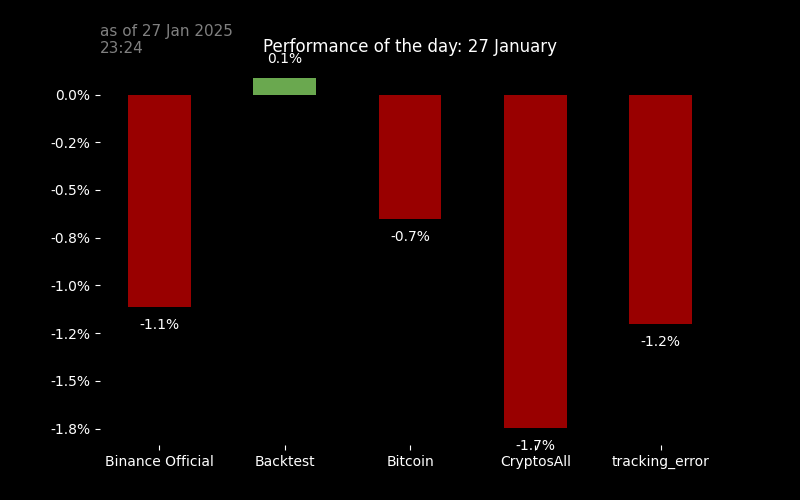 as of 27 Jan 2025
23:24
Performance of the day: 27 January
0.1%
0.0%
-0.2%
-0.5%
-0.8%
-1.0%
-1.2%
-1.5%
-1.8%
-1.1%
-0.7%
-1.7%
-1.2%
Binance Official
Backtest
Bitcoin
CryptosAll
tracking_error